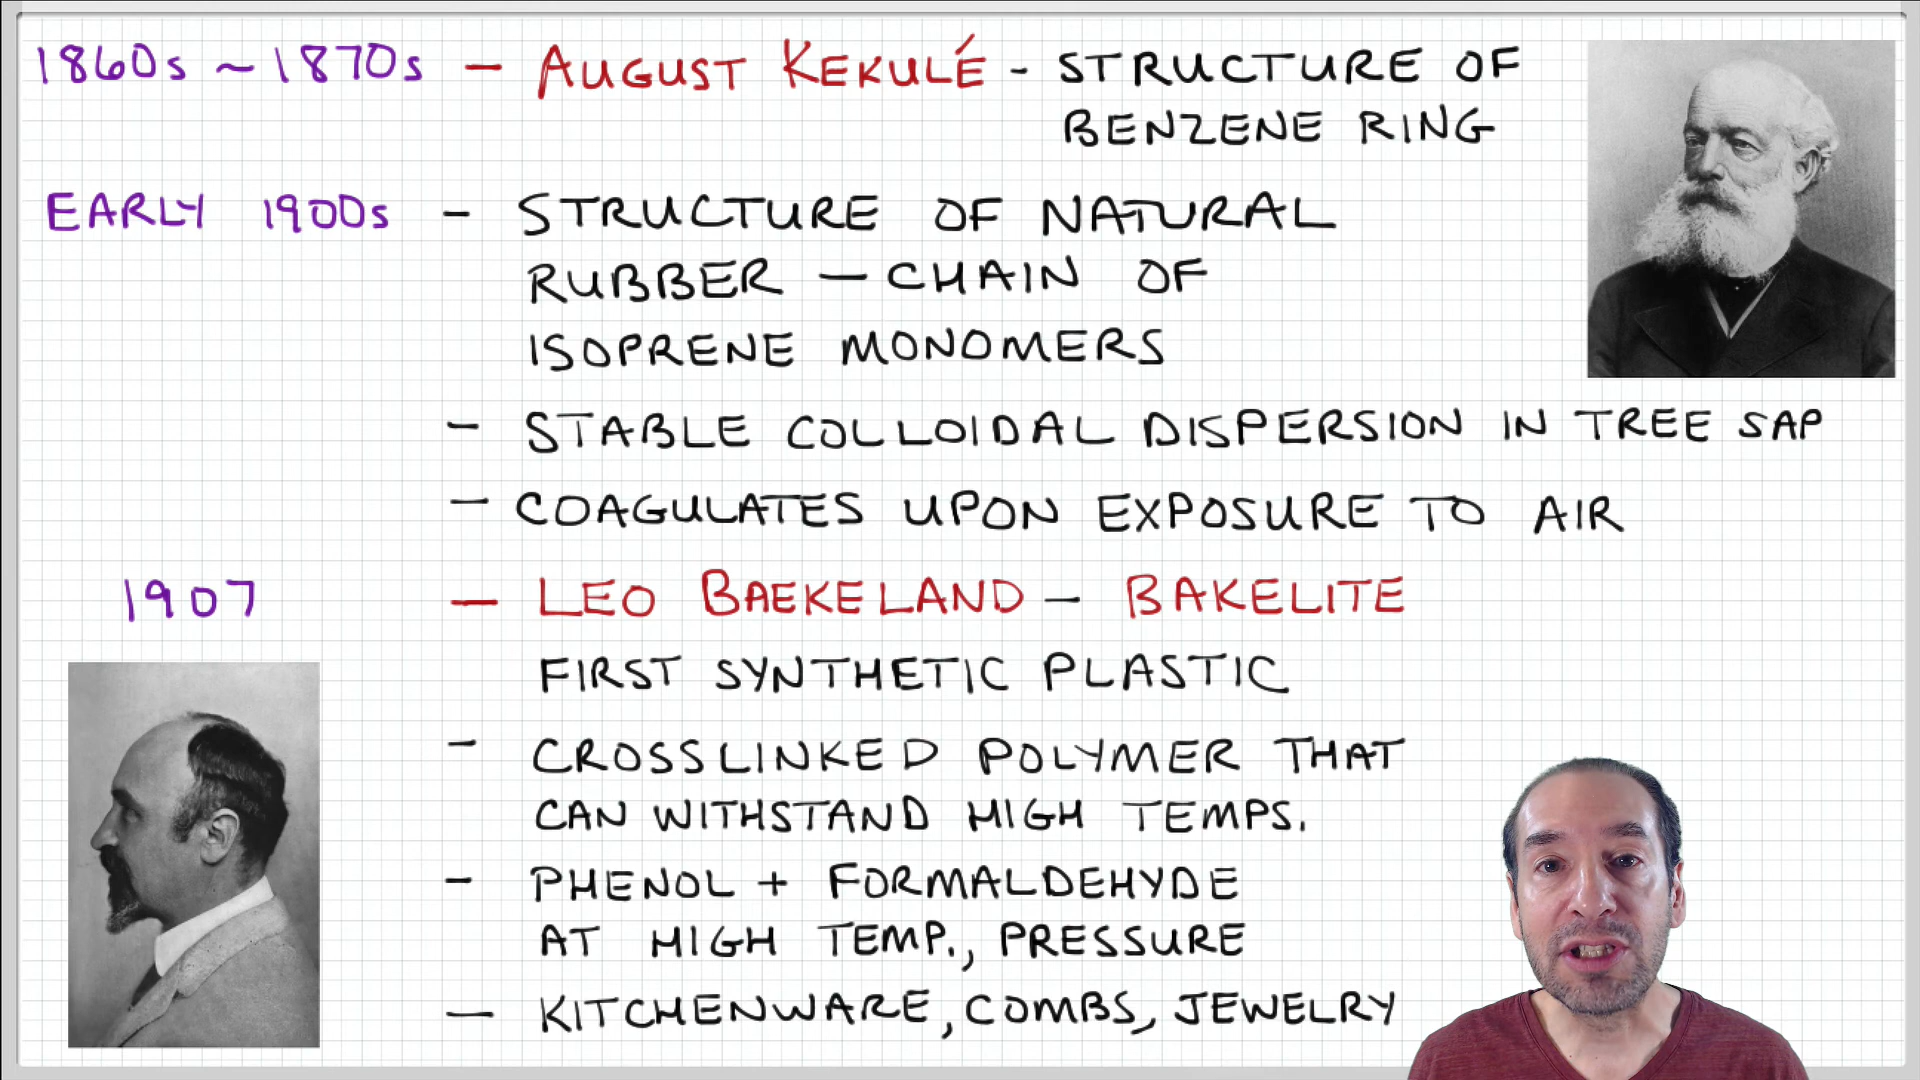 1860s ~ 1870s — AUGUST KEKULÉ - STRUCTURE OF
BENZENE RING
EARLY 1900s - STRUCTURE OF NATURAL
RUBBER — CHAIN OF
ISOPRENE MONOMERS
- STABLE COLLOIDAL DISPERSION IN TREE SAP
- COAGULATES UPON EXPOSURE TO AIR
1907 — LEO BAEKELAND - BAKELITE
FIRST SYNTHETIC PLASTIC
- CROSSLINKED POLYMER THAT
CAN WITHSTAND HIGH TEMPS.
- PHENOL + FORMALDEHYDE
AT HIGH TEMP., PRESSURE
- KITCHENWARE, COMBS, JEWELRY